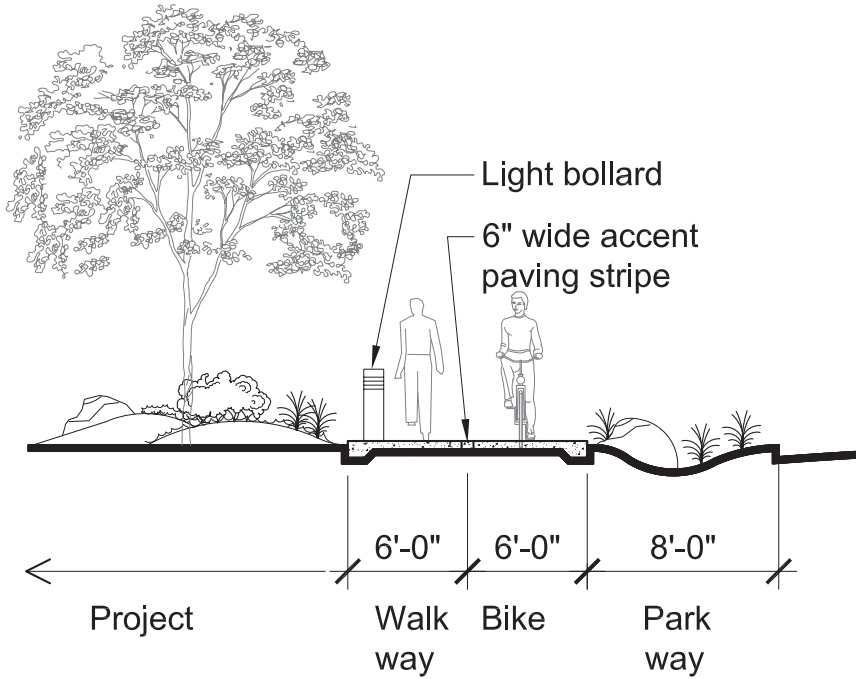 Light bollard
6" wide accent
paving stripe
6'-0" 6'-0" 8'-0"
Project Walk Bike Park
way way